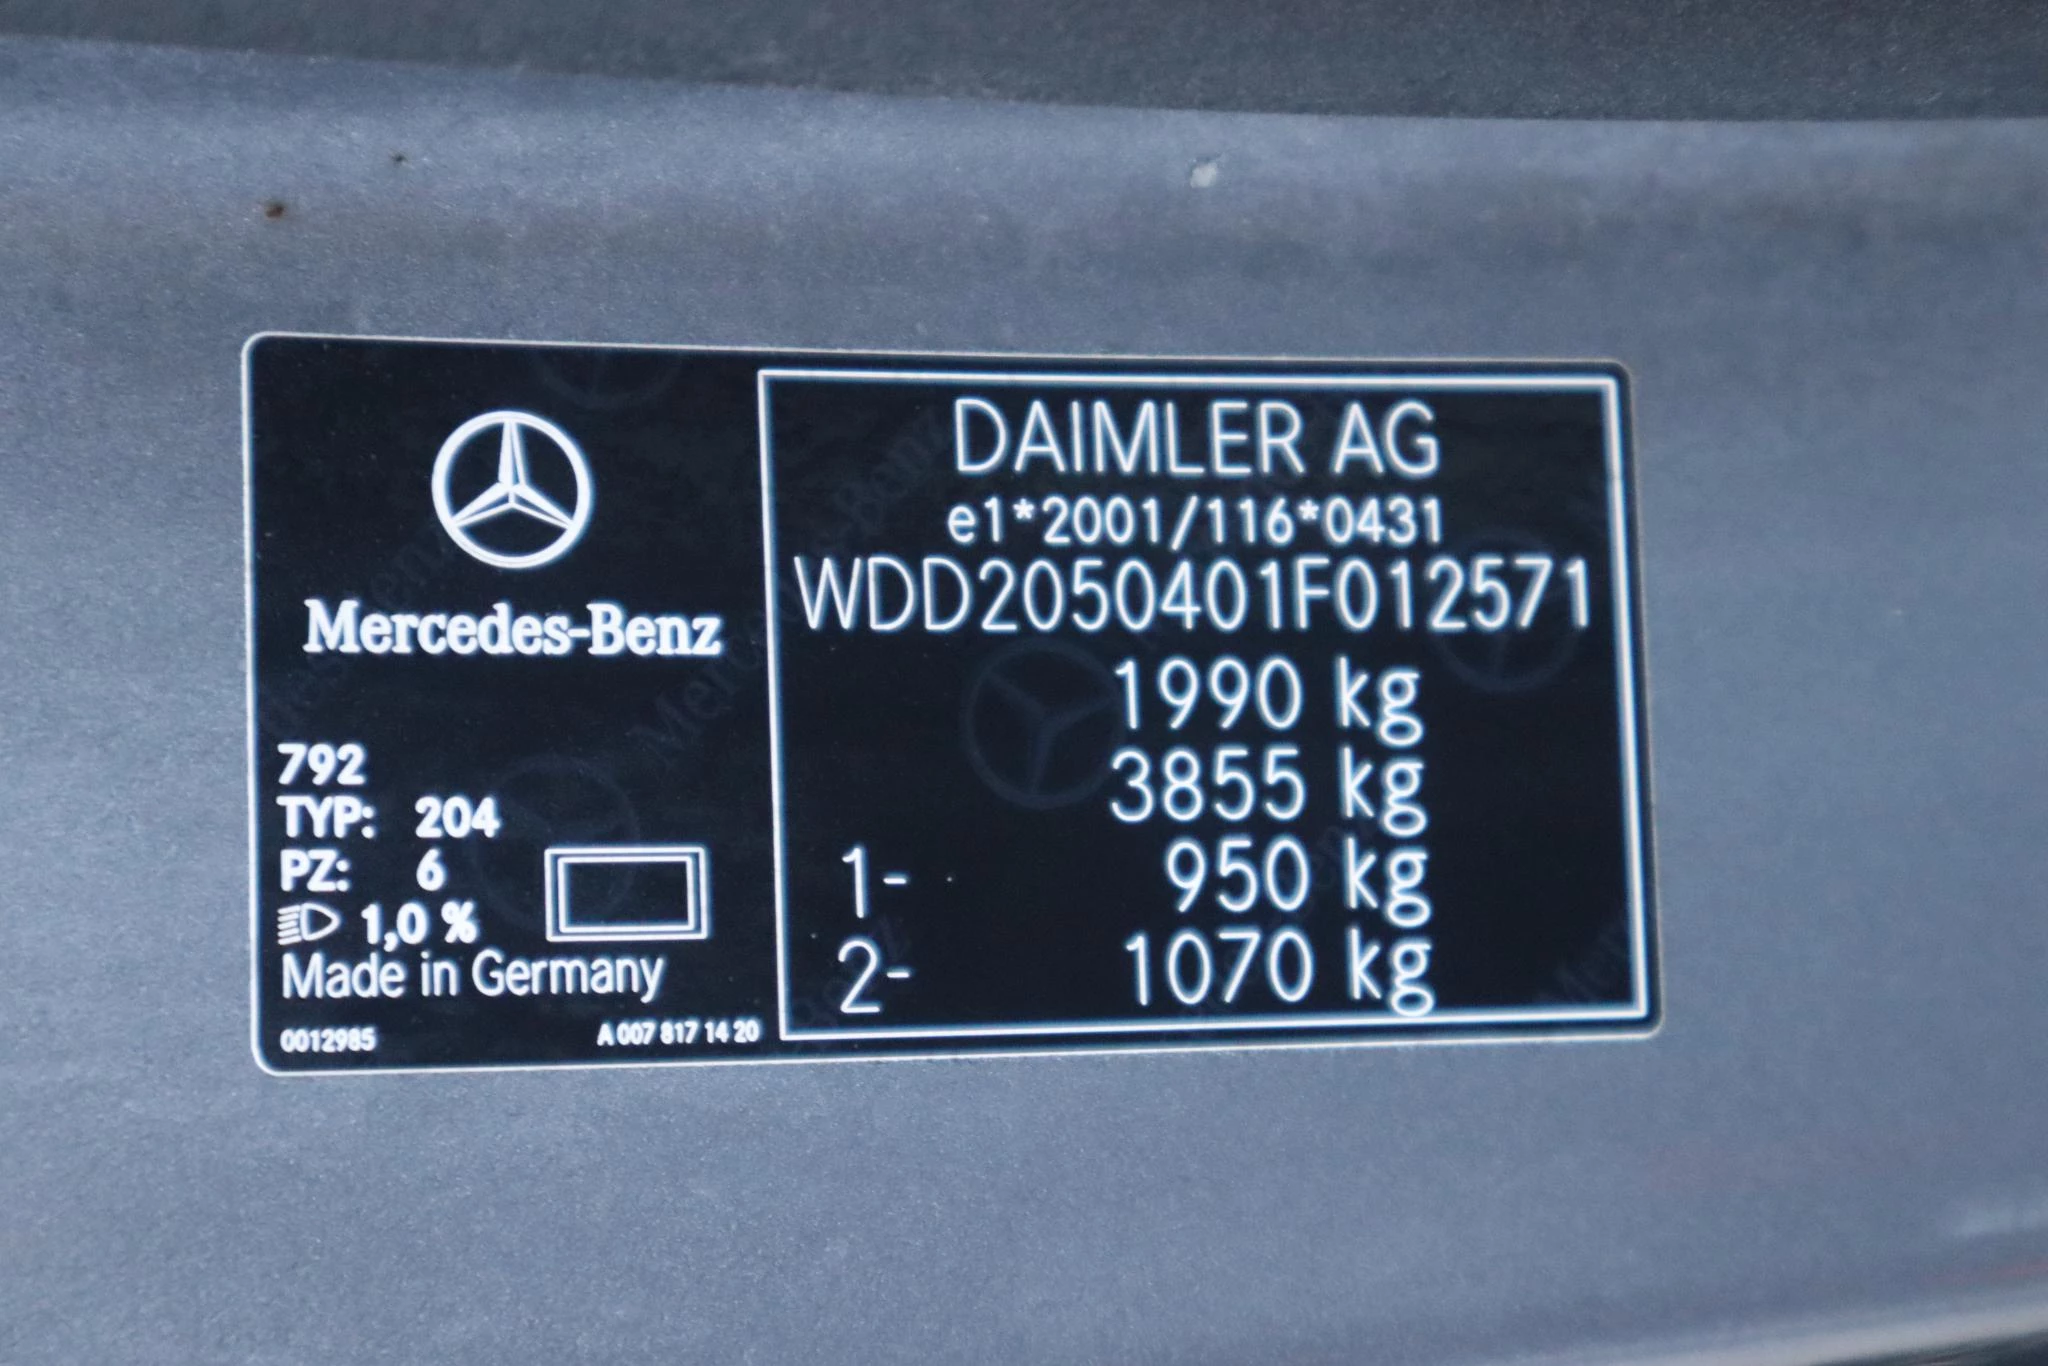 Mercedes-Benz
792
TYP: 204
PZ: 6
1,0 %
Made in Germany
0012985 A 007 817 14 20
DAIMLER AG
e1*2001/116*0431
WDD2050401F012571
1990 kg
3855 kg
1- 950 kg
2- 1070 kg